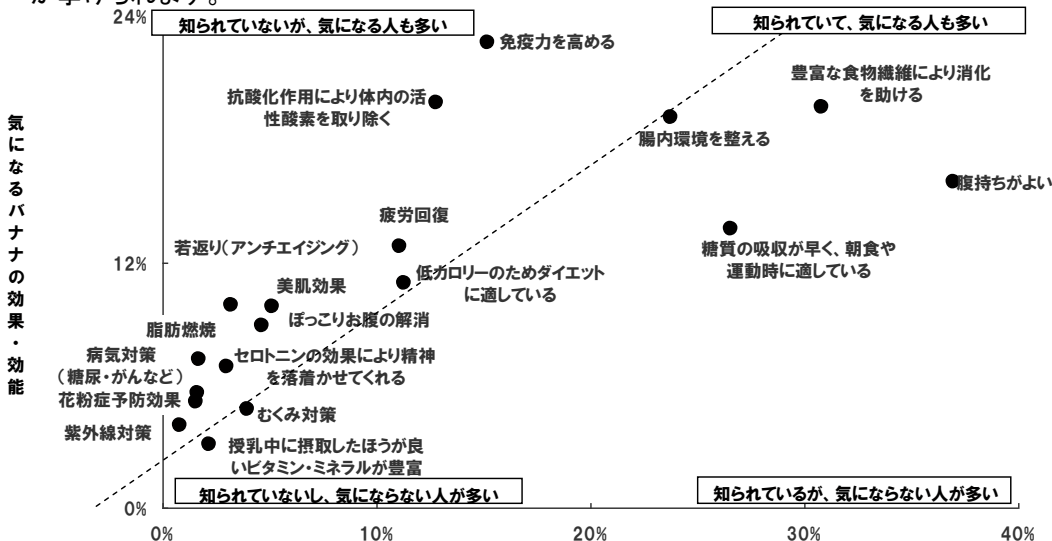 が挙げられます。
24%
知られていないが、気になる人も多い
知られていて、気になる人も多い
免疫力を高める
豊富な食物繊維により消化
を助ける
抗酸化作用により体内の活
性酸素を取り除く
腸内環境を整える
腹持ちがよい
疲労回復
若返り（アンチエイジング）
糖質の吸収が早く、朝食や
運動時に適している
12%
低カロリーのためダイエット
に適している
美肌効果
ぽっこりお腹の解消
脂肪燃焼
病気対策
（糖尿・がんなど）
セロトニンの効果により精神
を落着かせてくれる
花粉症予防効果
むくみ対策
紫外線対策
授乳中に摂取したほうが良
いビタミン・ミネラルが豊富
知られていないし、気にならない人が多い
知られているが、気にならない人が多い
0%
0%
10%
20%
30%
40%
気になるバナナの効果・効能